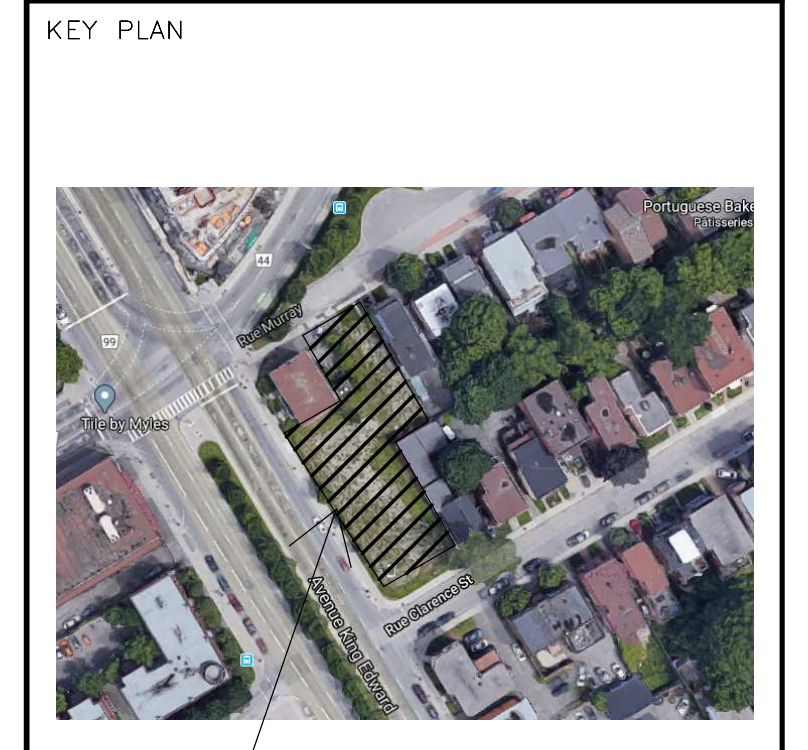 KEY PLAN
Portuguese Bake
Pâtisseries
44
Rue Murray
99
Tile by Myles
Avenue King Edward
Rue Clarence St